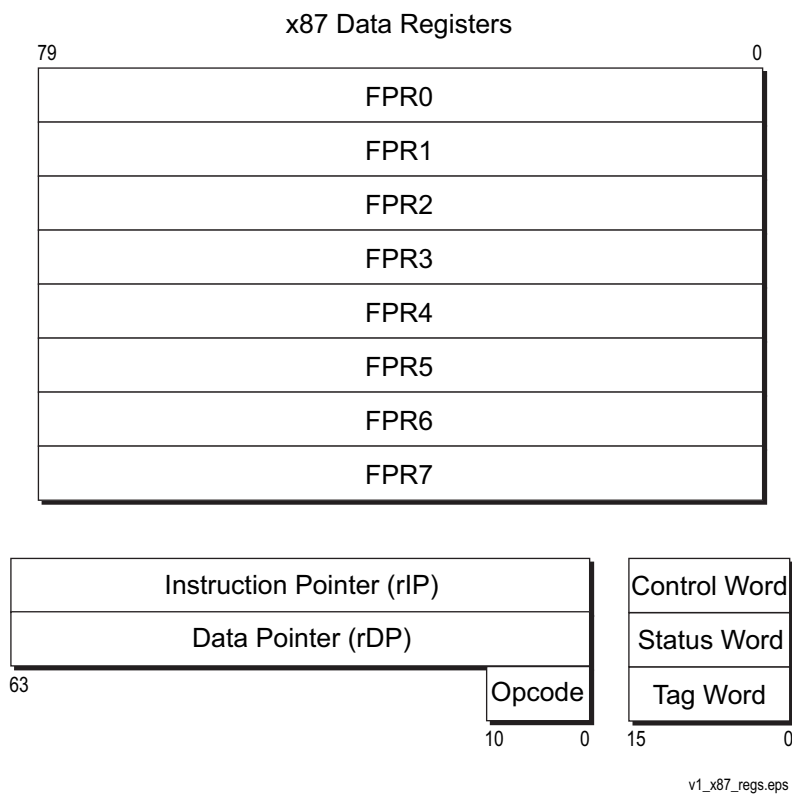 x87 Data Registers
79 0
FPR0
FPR1
FPR2
FPR3
FPR4
FPR5
FPR6
FPR7
Instruction Pointer (rIP) Control Word
Data Pointer (rDP) Status Word
63 Opcode Tag Word
10 0 15 0
v1_x87_regs.eps